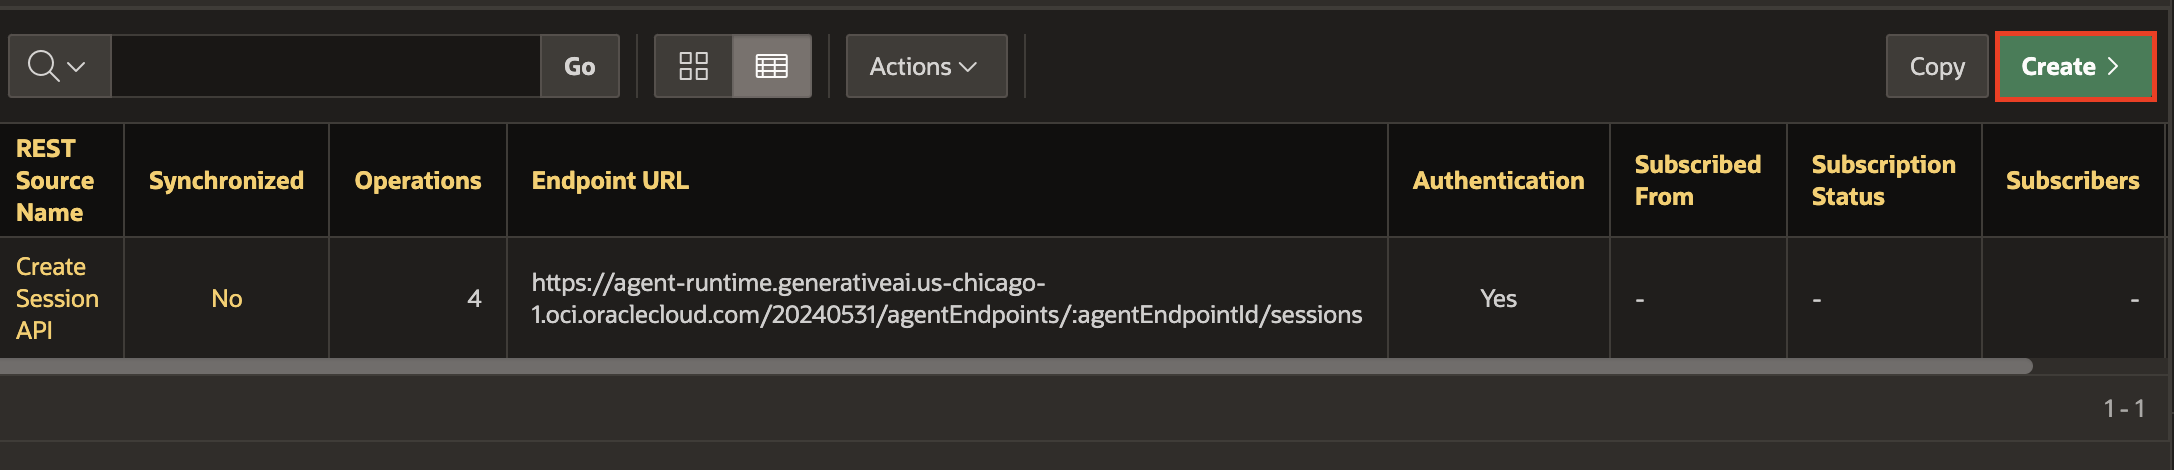 Go
Actions
Copy
Create
REST
Source
Name
Synchronized
Operations
Endpoint URL
Authentication
Subscribed
From
Subscription
Status
Subscribers
Create
Session
API
No
4
https://agent-runtime.generativeai.us-chicago-
1.oci.oraclecloud.com/20240531/agentEndpoints/:agentEndpointId/sessions
Yes
-
-
-
1 - 1